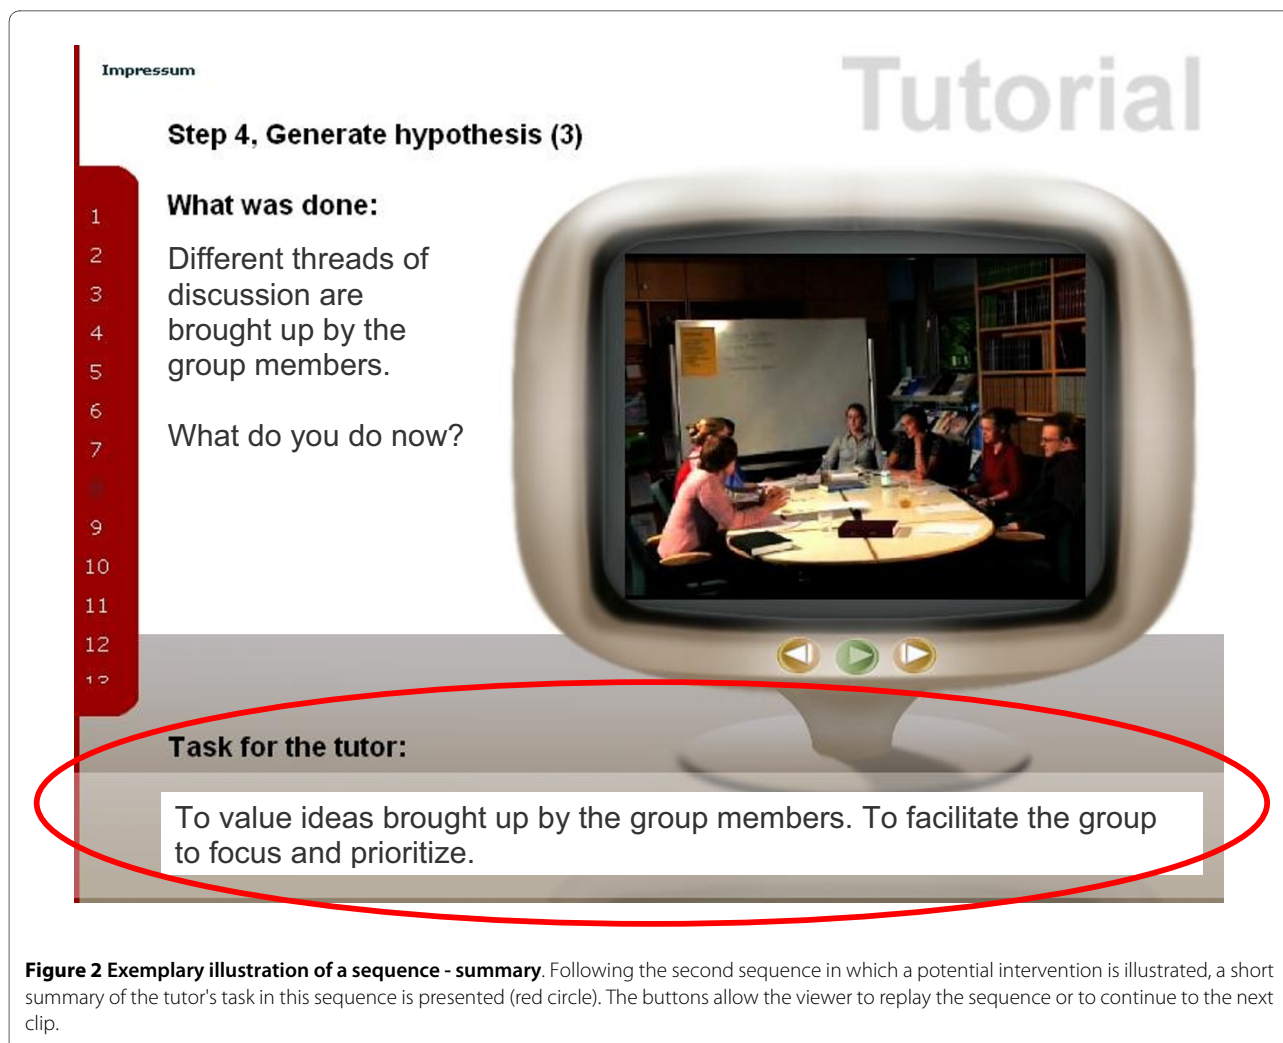 Impressum
Tutorial
Step 4, Generate hypothesis (3)
What was done:
Different threads of
discussion are
brought up by the
group members.
What do you do now?
1
2
3
4
5
6
7
9
10
11
12
Task for the tutor:
To value ideas brought up by the group members. To facilitate the group
to focus and prioritize.
Figure 2 Exemplary illustration of a sequence - summary. Following the second sequence in which a potential intervention is illustrated, a short
summary of the tutor's task in this sequence is presented (red circle). The buttons allow the viewer to replay the sequence or to continue to the next
clip.